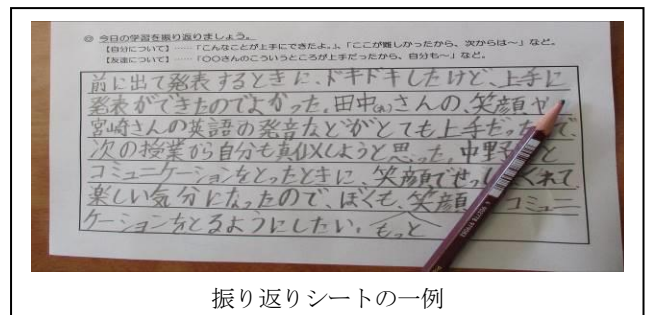 ◎ 今日の学習を振り返りましょう。
【自分について】……「こんなことが上手にできたよ。」、「ここが難しかったから、次からは~」など。
【友達について】……「○○さんのこういうところが上手だったから、自分も~」など。
前に出て発表するときに、ドキドキしたけど、上手に
発表ができたのでよかった。田中さんの、笑顔や
宮崎さんの英語の発音などがとても上手だっ で、
次の授業から自分も真似しようと思った。中野 と
コミュニケーションをとったときに、笑顔でせっし くれて
楽しい気分になったので、ぼくも、笑顔 コミュニ
ケーションをとるようにしたい。もっと
振り返りシートの一例